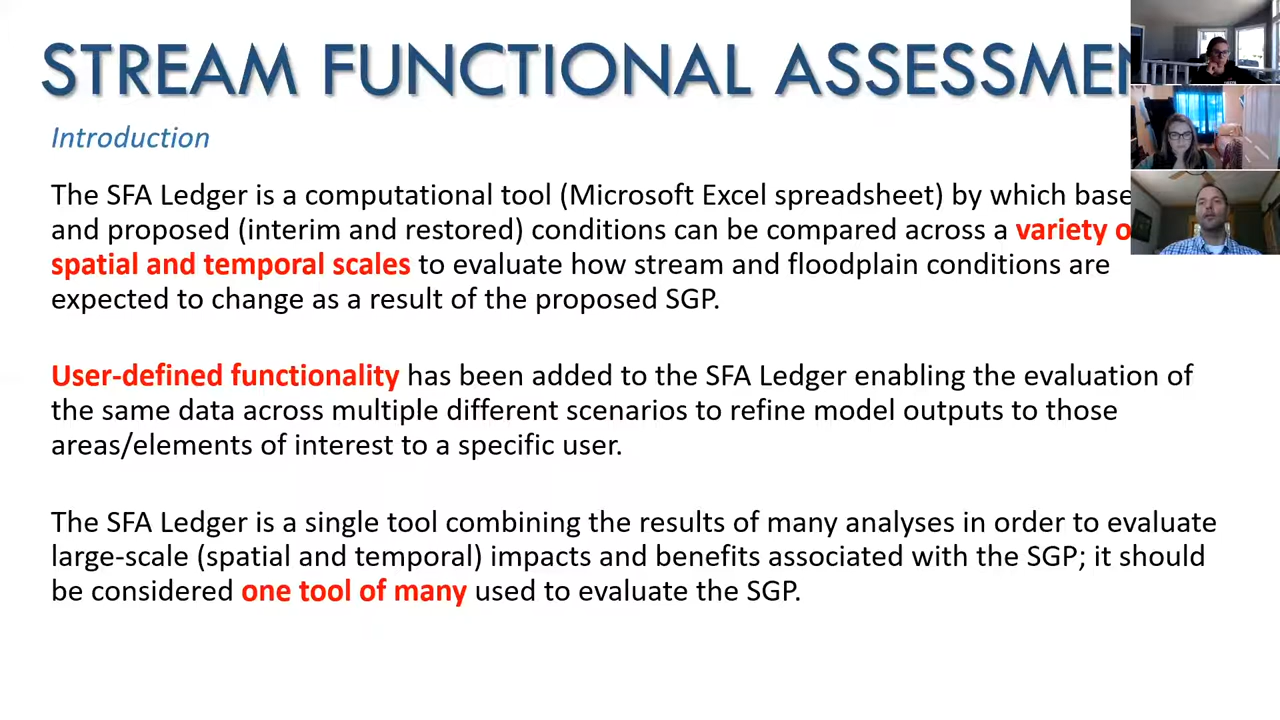 STREAM FUNCTIONAL ASSESSMEN
Introduction
The SFA Ledger is a computational tool (Microsoft Excel spreadsheet) by which base
and proposed (interim and restored) conditions can be compared across a variety o
spatial and temporal scales to evaluate how stream and floodplain conditions are
expected to change as a result of the proposed SGP.
User-defined functionality has been added to the SFA Ledger enabling the evaluation of
the same data across multiple different scenarios to refine model outputs to those
areas/elements of interest to a specific user.
The SFA Ledger is a single tool combining the results of many analyses in order to evaluate
large-scale (spatial and temporal) impacts and benefits associated with the SGP; it should
be considered one tool of many used to evaluate the SGP.